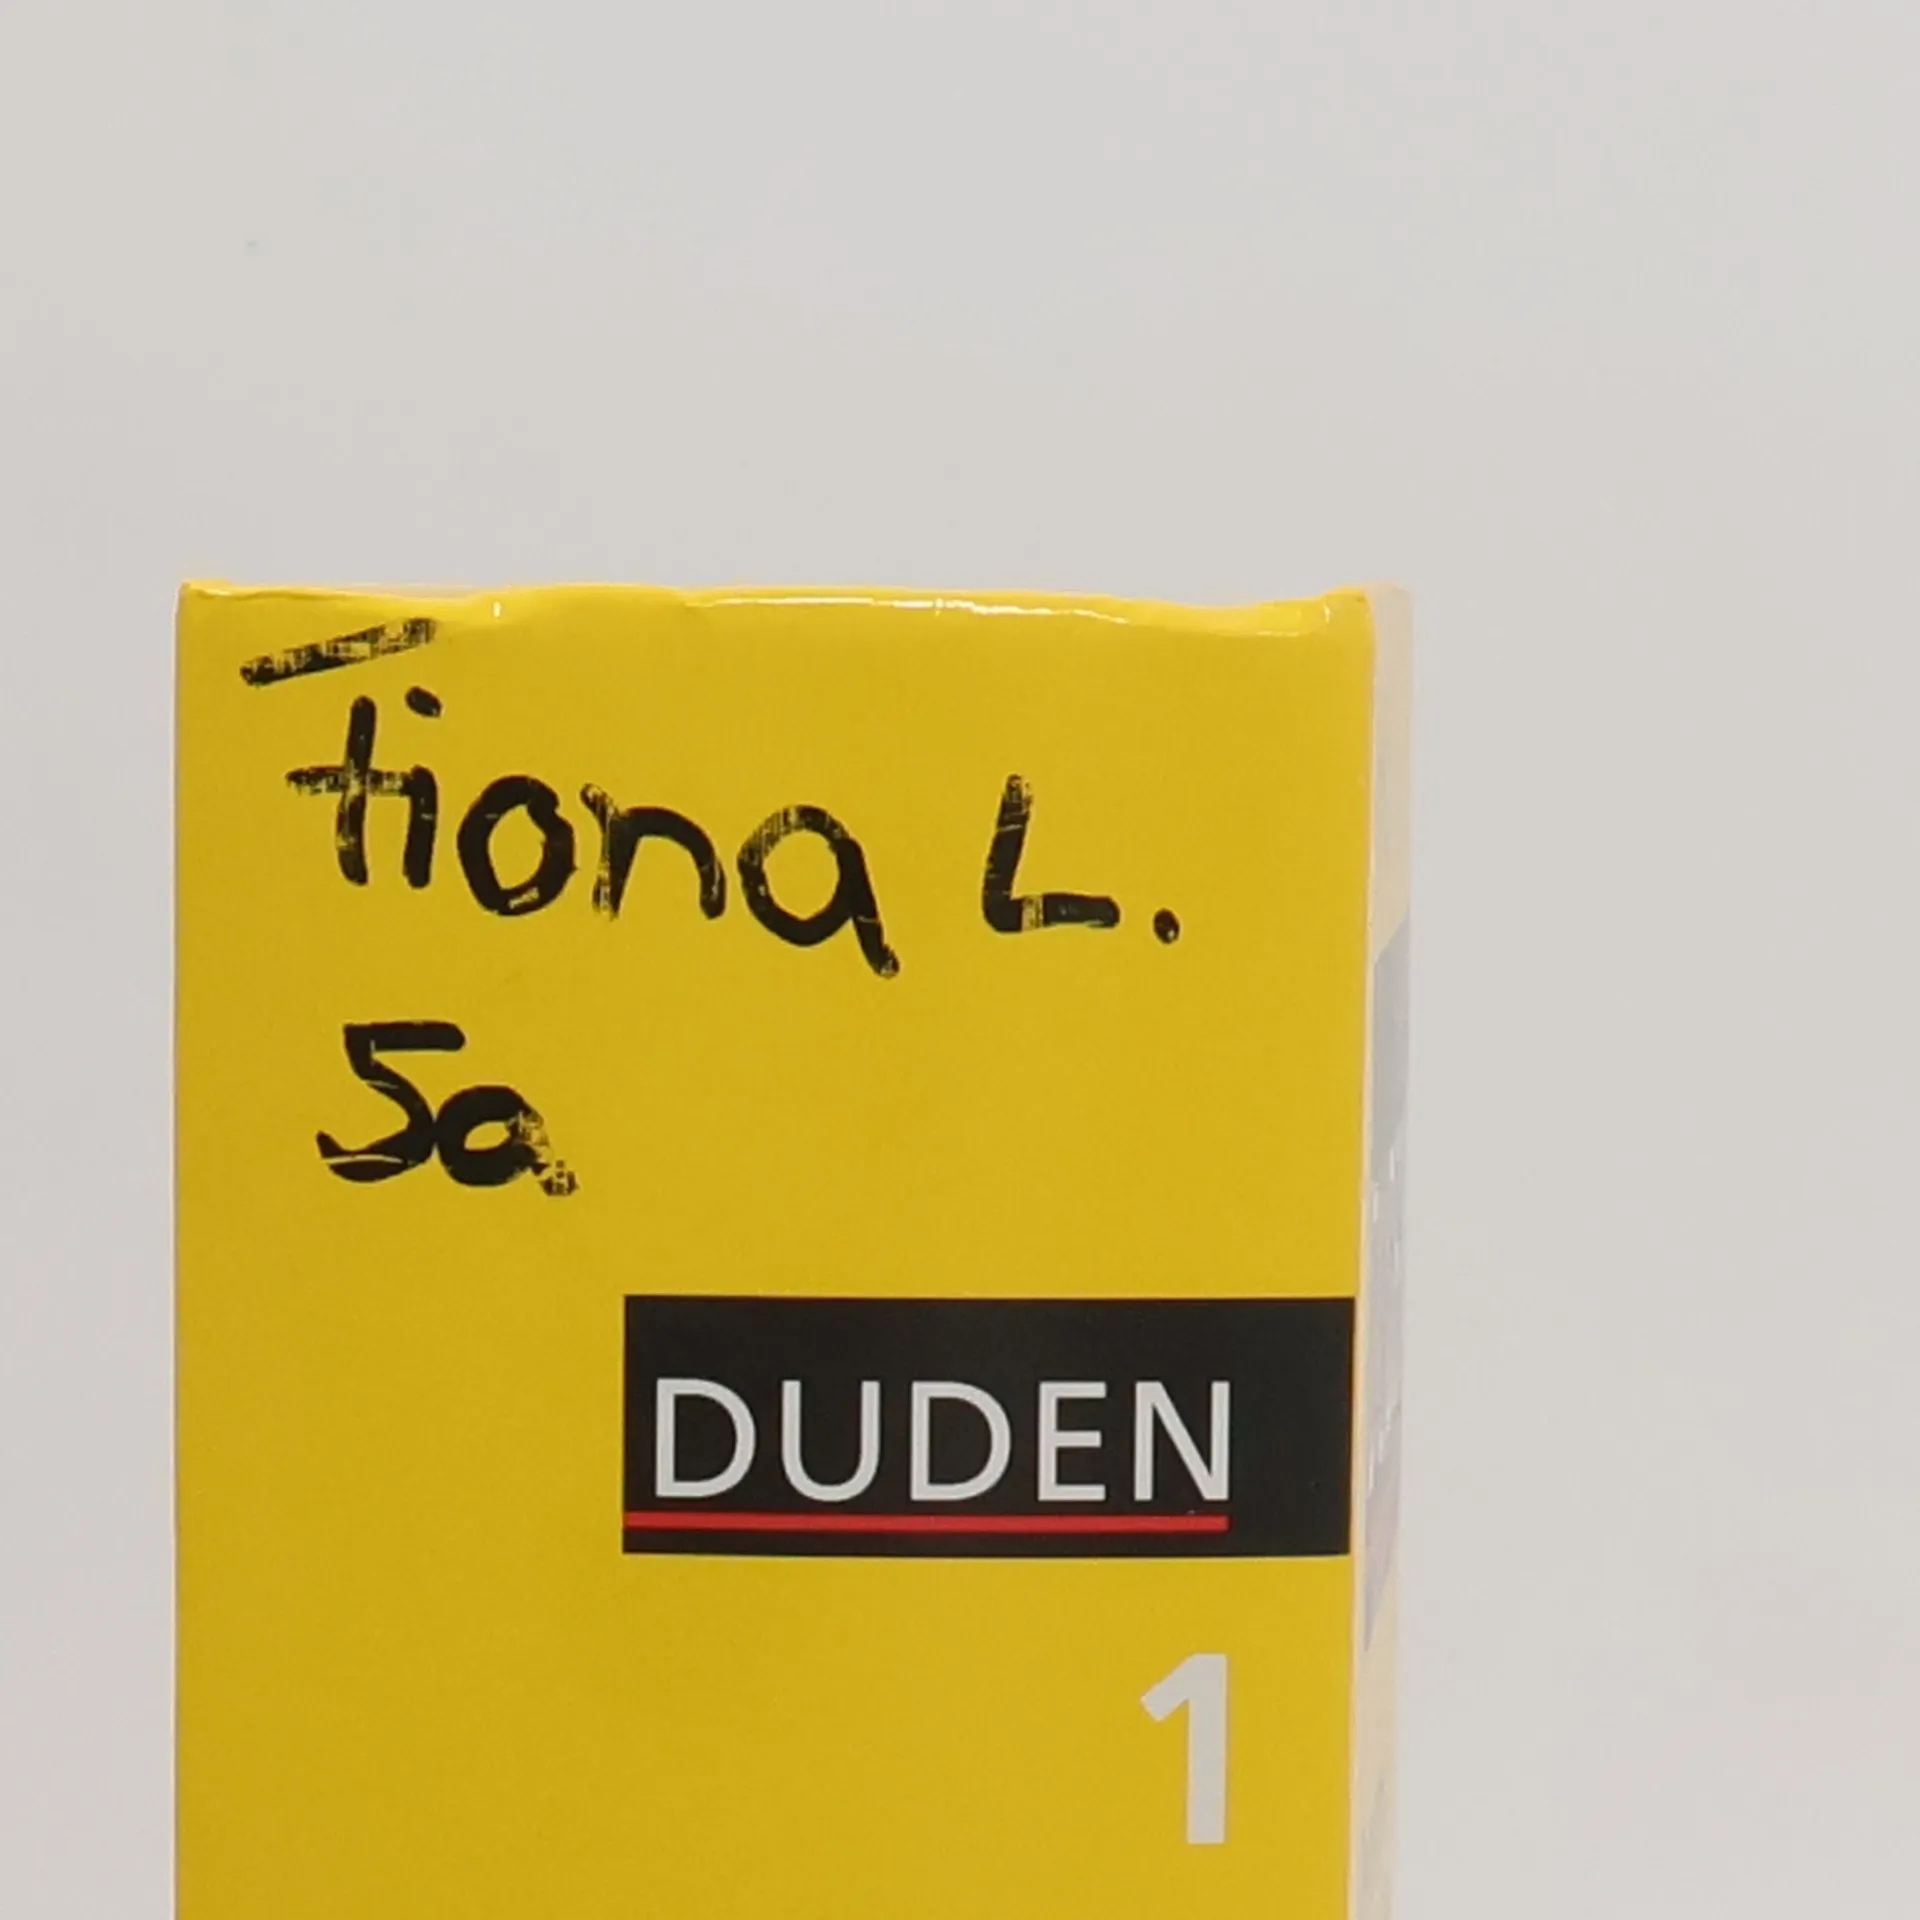 Fiona L.
5a
DUDEN
1